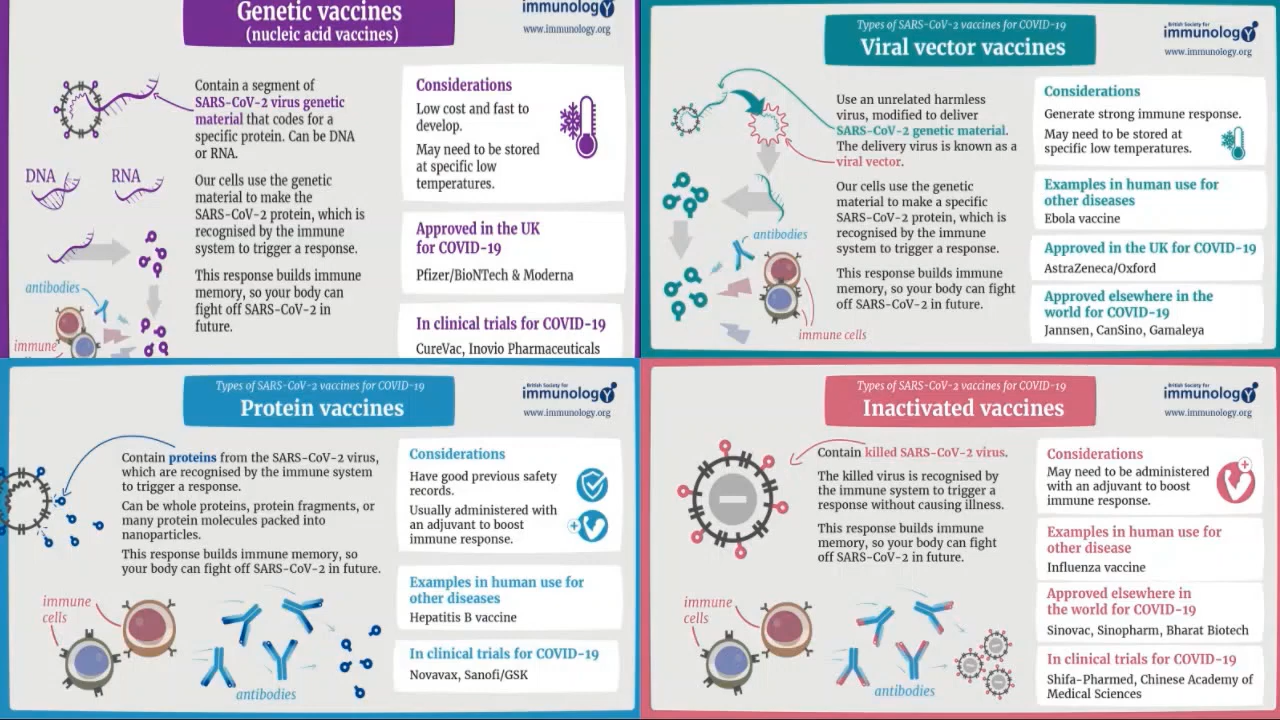 Genetic vaccines
(nucleic acid vaccines)
immunology
www.immunology.org
Contain a segment of
SARS-CoV-2 virus genetic
material that codes for a
specific protein. Can be DNA
or RNA.
DNA
RNA
Our cells use the genetic
material to make the
SARS-CoV-2 protein, which is
recognised by the immune
system to trigger a response.
This response builds immune
memory, so your body can
fight off SARS-CoV-2 in
future.
antibodies
immune
Considerations
Low cost and fast to
develop.
May need to be stored
at specific low
temperatures.
Approved in the UK
for COVID-19
Pfizer/BioNTech & Moderna
In clinical trials for COVID-19
CureVac, Inovio Pharmaceuticals
Types of SARS-CoV-2 vaccines for COVID-19
Viral vector vaccines
British Society for
immunology
www.immunology.org
Use an unrelated harmless
virus, modified to deliver
SARS-CoV-2 genetic material.
The delivery virus is known as a
viral vector.
Our cells use the genetic
material to make a specific
SARS-CoV-2 protein, which is
recognised by the immune
system to trigger a response.
This response builds immune
memory, so your body can fight
off SARS-CoV-2 in future.
antibodies
immune cells
Considerations
Generate strong immune response.
May need to be stored at
specific low temperatures.
Examples in human use for
other diseases
Ebola vaccine
Approved in the UK for COVID-19
AstraZeneca/Oxford
Approved elsewhere in the
world for COVID-19
Jannsen, CanSino, Gamaleya
Types of SARS-CoV-2 vaccines for COVID-19
Protein vaccines
British Society for
immunology
www.immunology.org
Contain proteins from the SARS-CoV-2 virus,
which are recognised by the immune system
to trigger a response.
Can be whole proteins, protein fragments, or
many protein molecules packed into
nanoparticles.
This response builds immune memory, so
your body can fight off SARS-CoV-2 in future.
immune
cells
antibodies
Considerations
Have good previous safety
records.
Usually administered with
an adjuvant to boost
immune response.
Examples in human use for
other diseases
Hepatitis B vaccine
In clinical trials for COVID-19
Novavax, Sanofi/GSK
Types of SARS-CoV-2 vaccines for COVID-19
Inactivated vaccines
British Society for
immunology
www.immunology.org
Contain killed SARS-CoV-2 virus.
The killed virus is recognised by
the immune system to trigger a
response without causing illness.
This response builds immune
memory, so your body can fight
off SARS-CoV-2 in future.
immune
cells
antibodies
Considerations
May need to be administered
with an adjuvant to boost
immune response.
Examples in human use for
other disease
Influenza vaccine
Approved elsewhere in
the world for COVID-19
Sinovac, Sinopharm, Bharat Biotech
In clinical trials for COVID-19
Shifa-Pharmed, Chinese Academy of
Medical Sciences